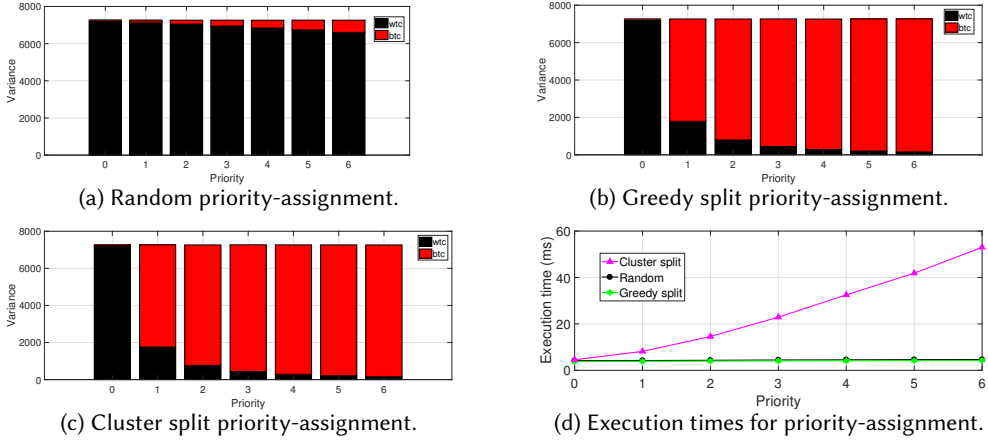 8000
6000
4000
2000
0
Variance
wtc
btc
0 1 2 3 4 5 6
Priority
(a) Random priority-assignment.
8000
6000
4000
2000
0
Variance
wtc
btc
0 1 2 3 4 5 6
Priority
(b) Greedy split priority-assignment.
8000
6000
4000
2000
0
Variance
wtc
btc
0 1 2 3 4 5 6
Priority
(c) Cluster split priority-assignment.
60
40
20
0
Execution time (ms)
Cluster split
Random
Greedy split
0 1 2 3 4 5 6
Priority
(d) Execution times for priority-assignment.